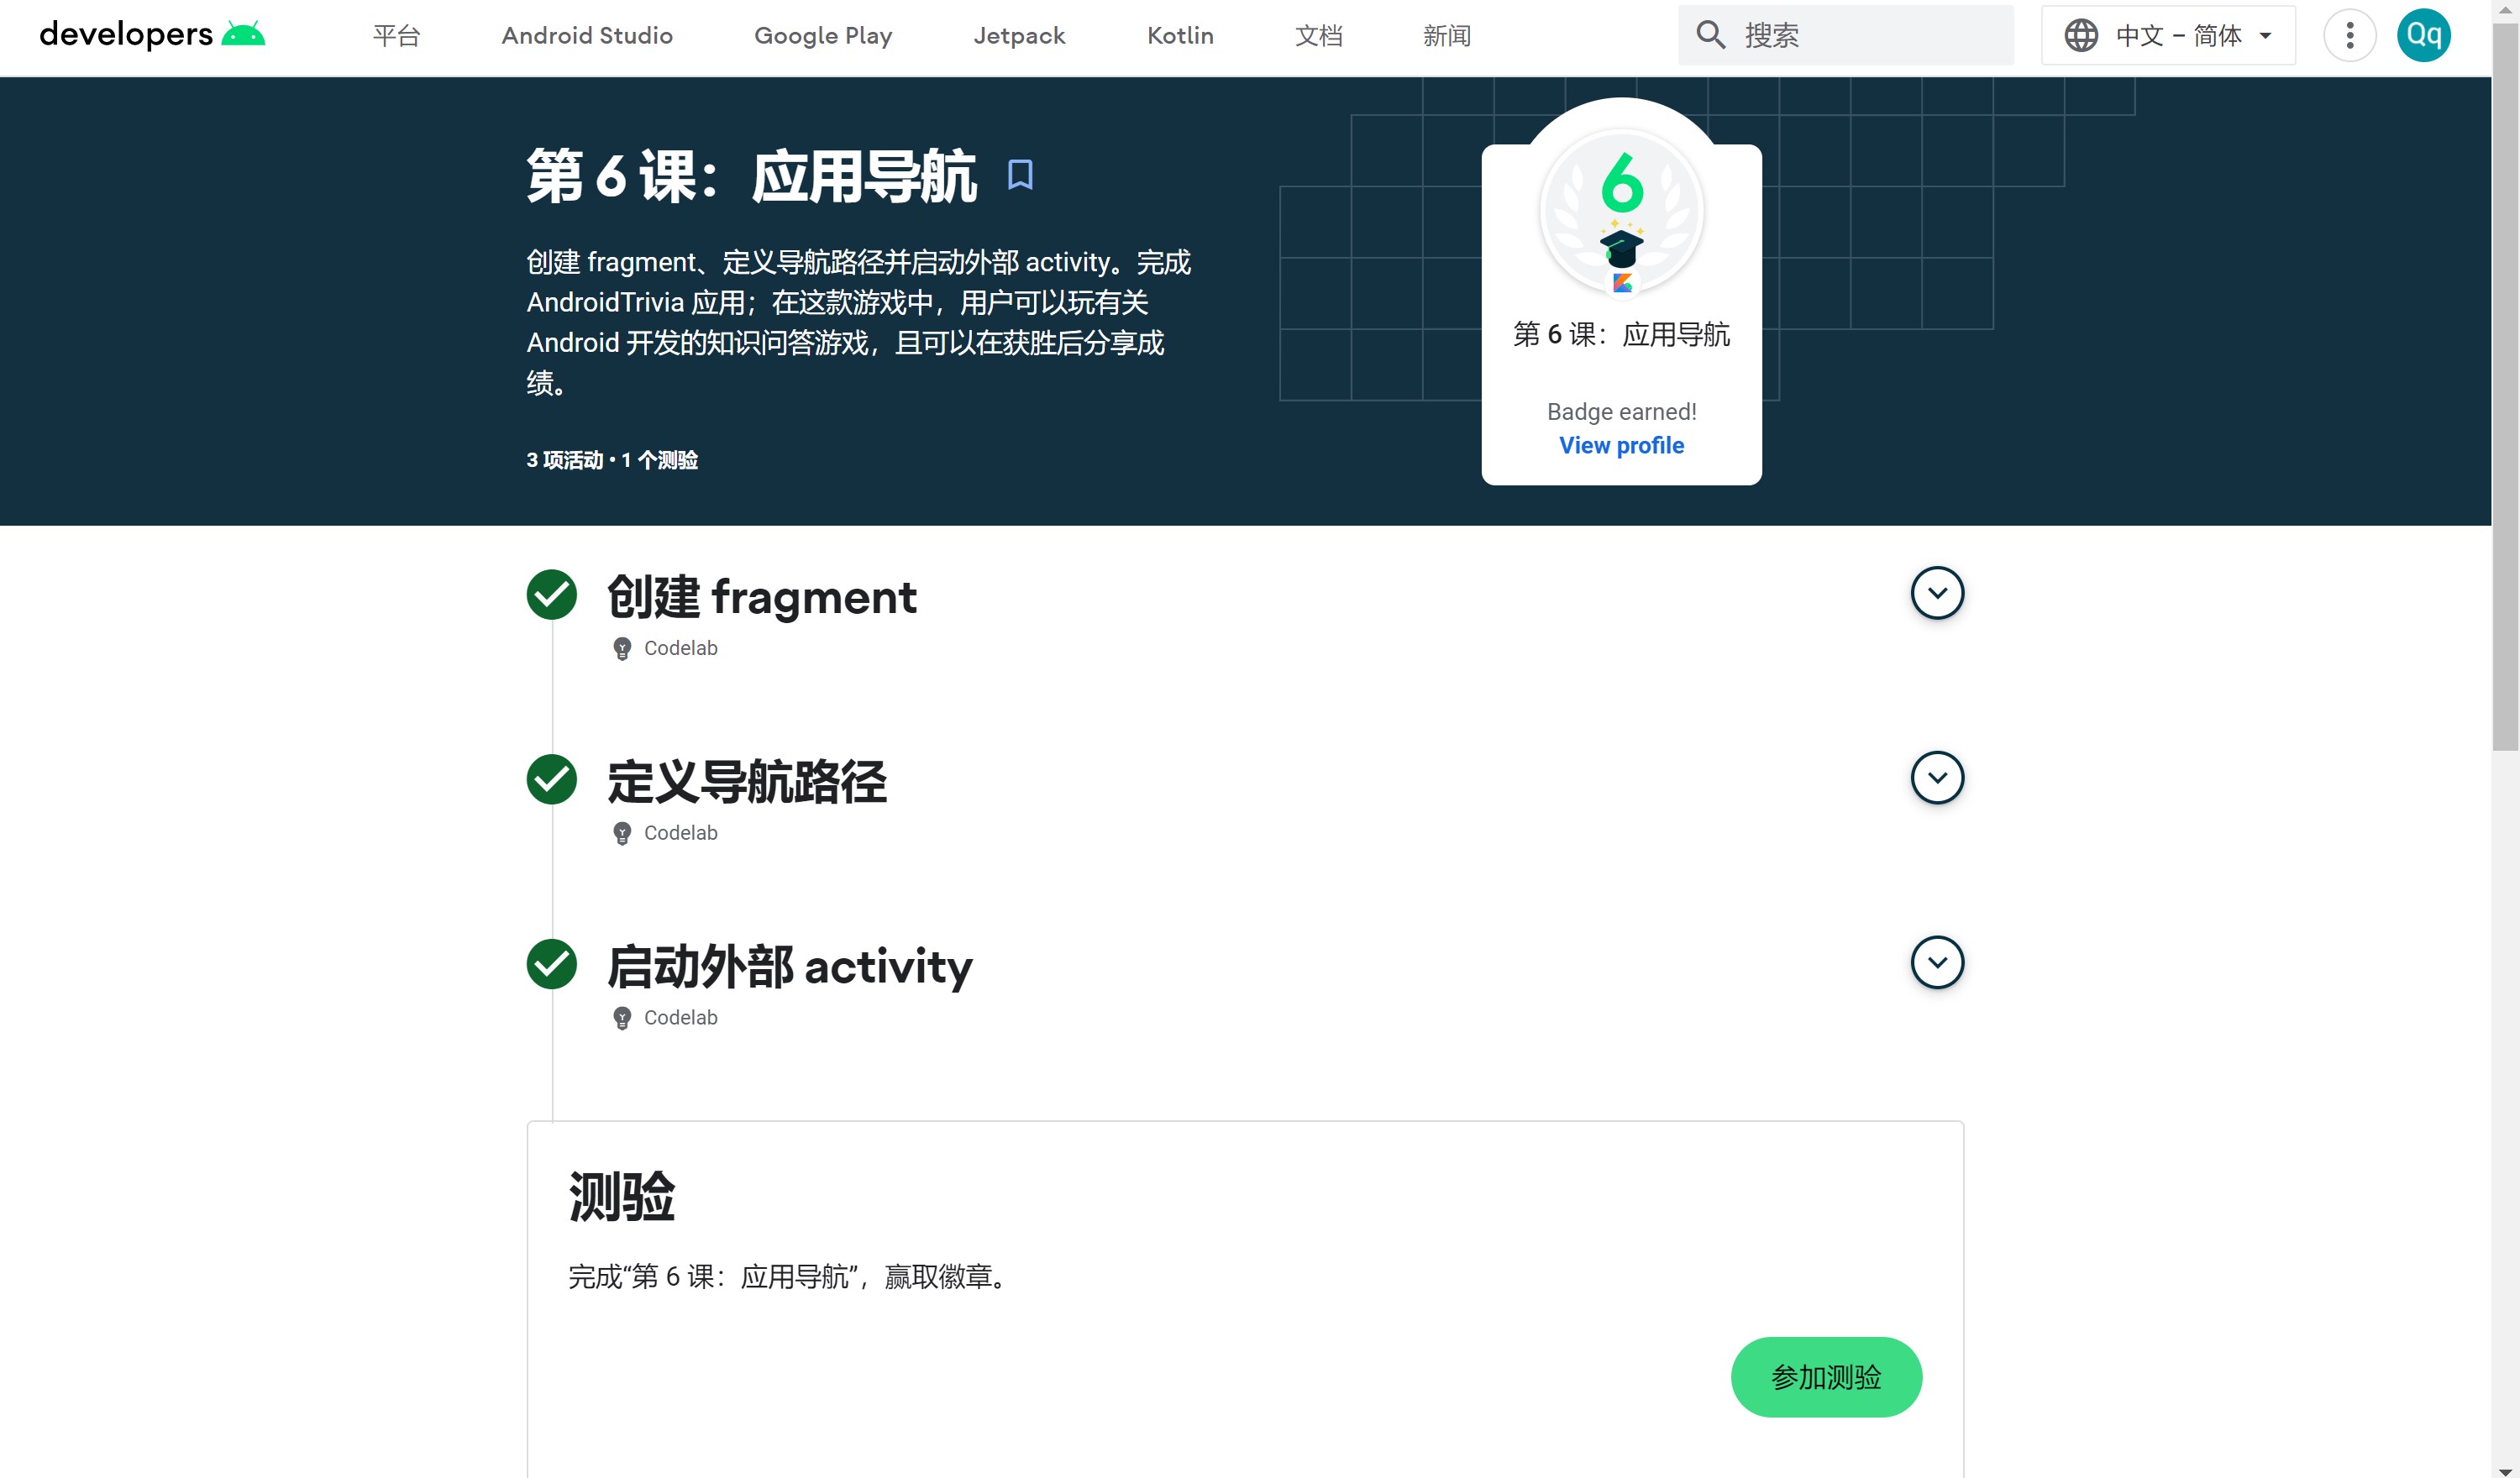 developers 平台 Android Studio Google Play Jetpack Kotlin 文档 新闻 搜索 中文 – 简体 Qq
第 6 课：应用导航
创建 fragment、定义导航路径并启动外部 activity。完成
AndroidTrivia 应用；在这款游戏中，用户可以玩有关
Android 开发的知识问答游戏，且可以在获胜后分享成
绩。
3 项活动 • 1 个测验
6
第 6 课：应用导航
Badge earned!
View profile
创建 fragment
Codelab
定义导航路径
Codelab
启动外部 activity
Codelab
测验
完成“第 6 课：应用导航”，赢取徽章。
参加测验